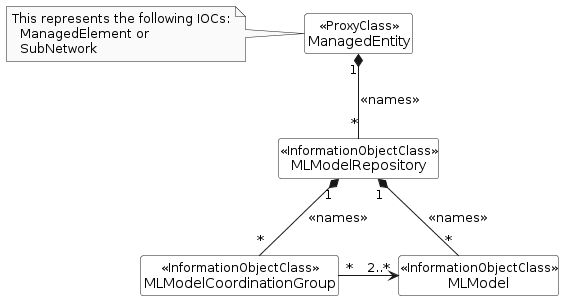 This represents the following IOCs:
ManagedElement or
SubNetwork
«ProxyClass»
ManagedEntity
1
«names»
*
«InformationObjectClass»
MLModelRepository
1
1
«names»
«names»
*
*
«InformationObjectClass»
MLModelCoordinationGroup
*
2..*
«InformationObjectClass»
MLModel